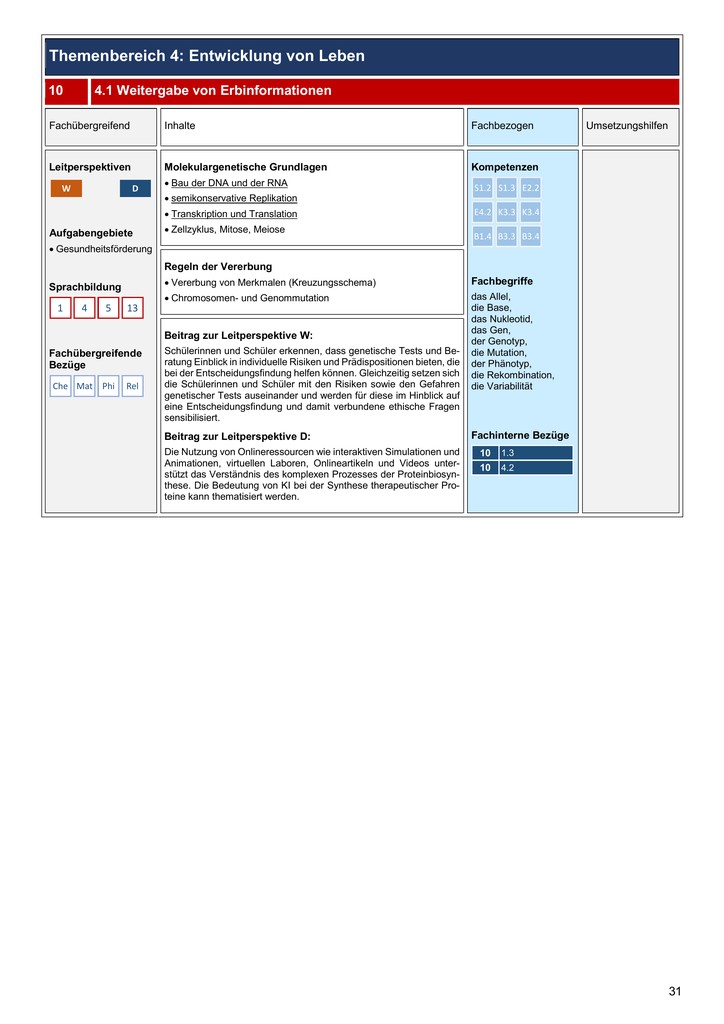 Themenbereich 4: Entwicklung von Leben
10 4.1 Weitergabe von Erbinformationen
Fachübergreifend
Inhalte
Fachbezogen
Umsetzungshilfen
Leitperspektiven
W D
Aufgabengebiete
• Gesundheitsförderung
Sprachbildung
1 4 5 13
Fachübergreifende
Bezüge
Che Mat Phi Rel
Molekulargenetische Grundlagen
• Bau der DNA und der RNA
• semikonservative Replikation
• Transkription und Translation
• Zellzyklus, Mitose, Meiose
Regeln der Vererbung
• Vererbung von Merkmalen (Kreuzungsschema)
• Chromosomen- und Genommutation
Beitrag zur Leitperspektive W:
Schülerinnen und Schüler erkennen, dass genetische Tests und Be-
ratung Einblick in individuelle Risiken und Prädispositionen bieten, die
bei der Entscheidungsfindung helfen können. Gleichzeitig setzen sich
die Schülerinnen und Schüler mit den Risiken sowie den Gefahren
genetischer Tests auseinander und werden für diese im Hinblick auf
eine Entscheidungsfindung und damit verbundene ethische Fragen
sensibilisiert.
Beitrag zur Leitperspektive D:
Die Nutzung von Onlineressourcen wie interaktiven Simulationen und
Animationen, virtuellen Laboren, Onlineartikeln und Videos unter-
stützt das Verständnis des komplexen Prozesses der Proteinbiosyn-
these. Die Bedeutung von KI bei der Synthese therapeutischer Pro-
teine kann thematisiert werden.
Kompetenzen
S1.2 S1.3 E2.2
E4.2 K3.3 K3.4
B1.4 B3.3 B3.4
Fachbegriffe
das Allel,
die Base,
das Nukleotid,
das Gen,
der Genotyp,
die Mutation,
der Phänotyp,
die Rekombination,
die Variabilität
Fachinterne Bezüge
10 1.3
10 4.2
31